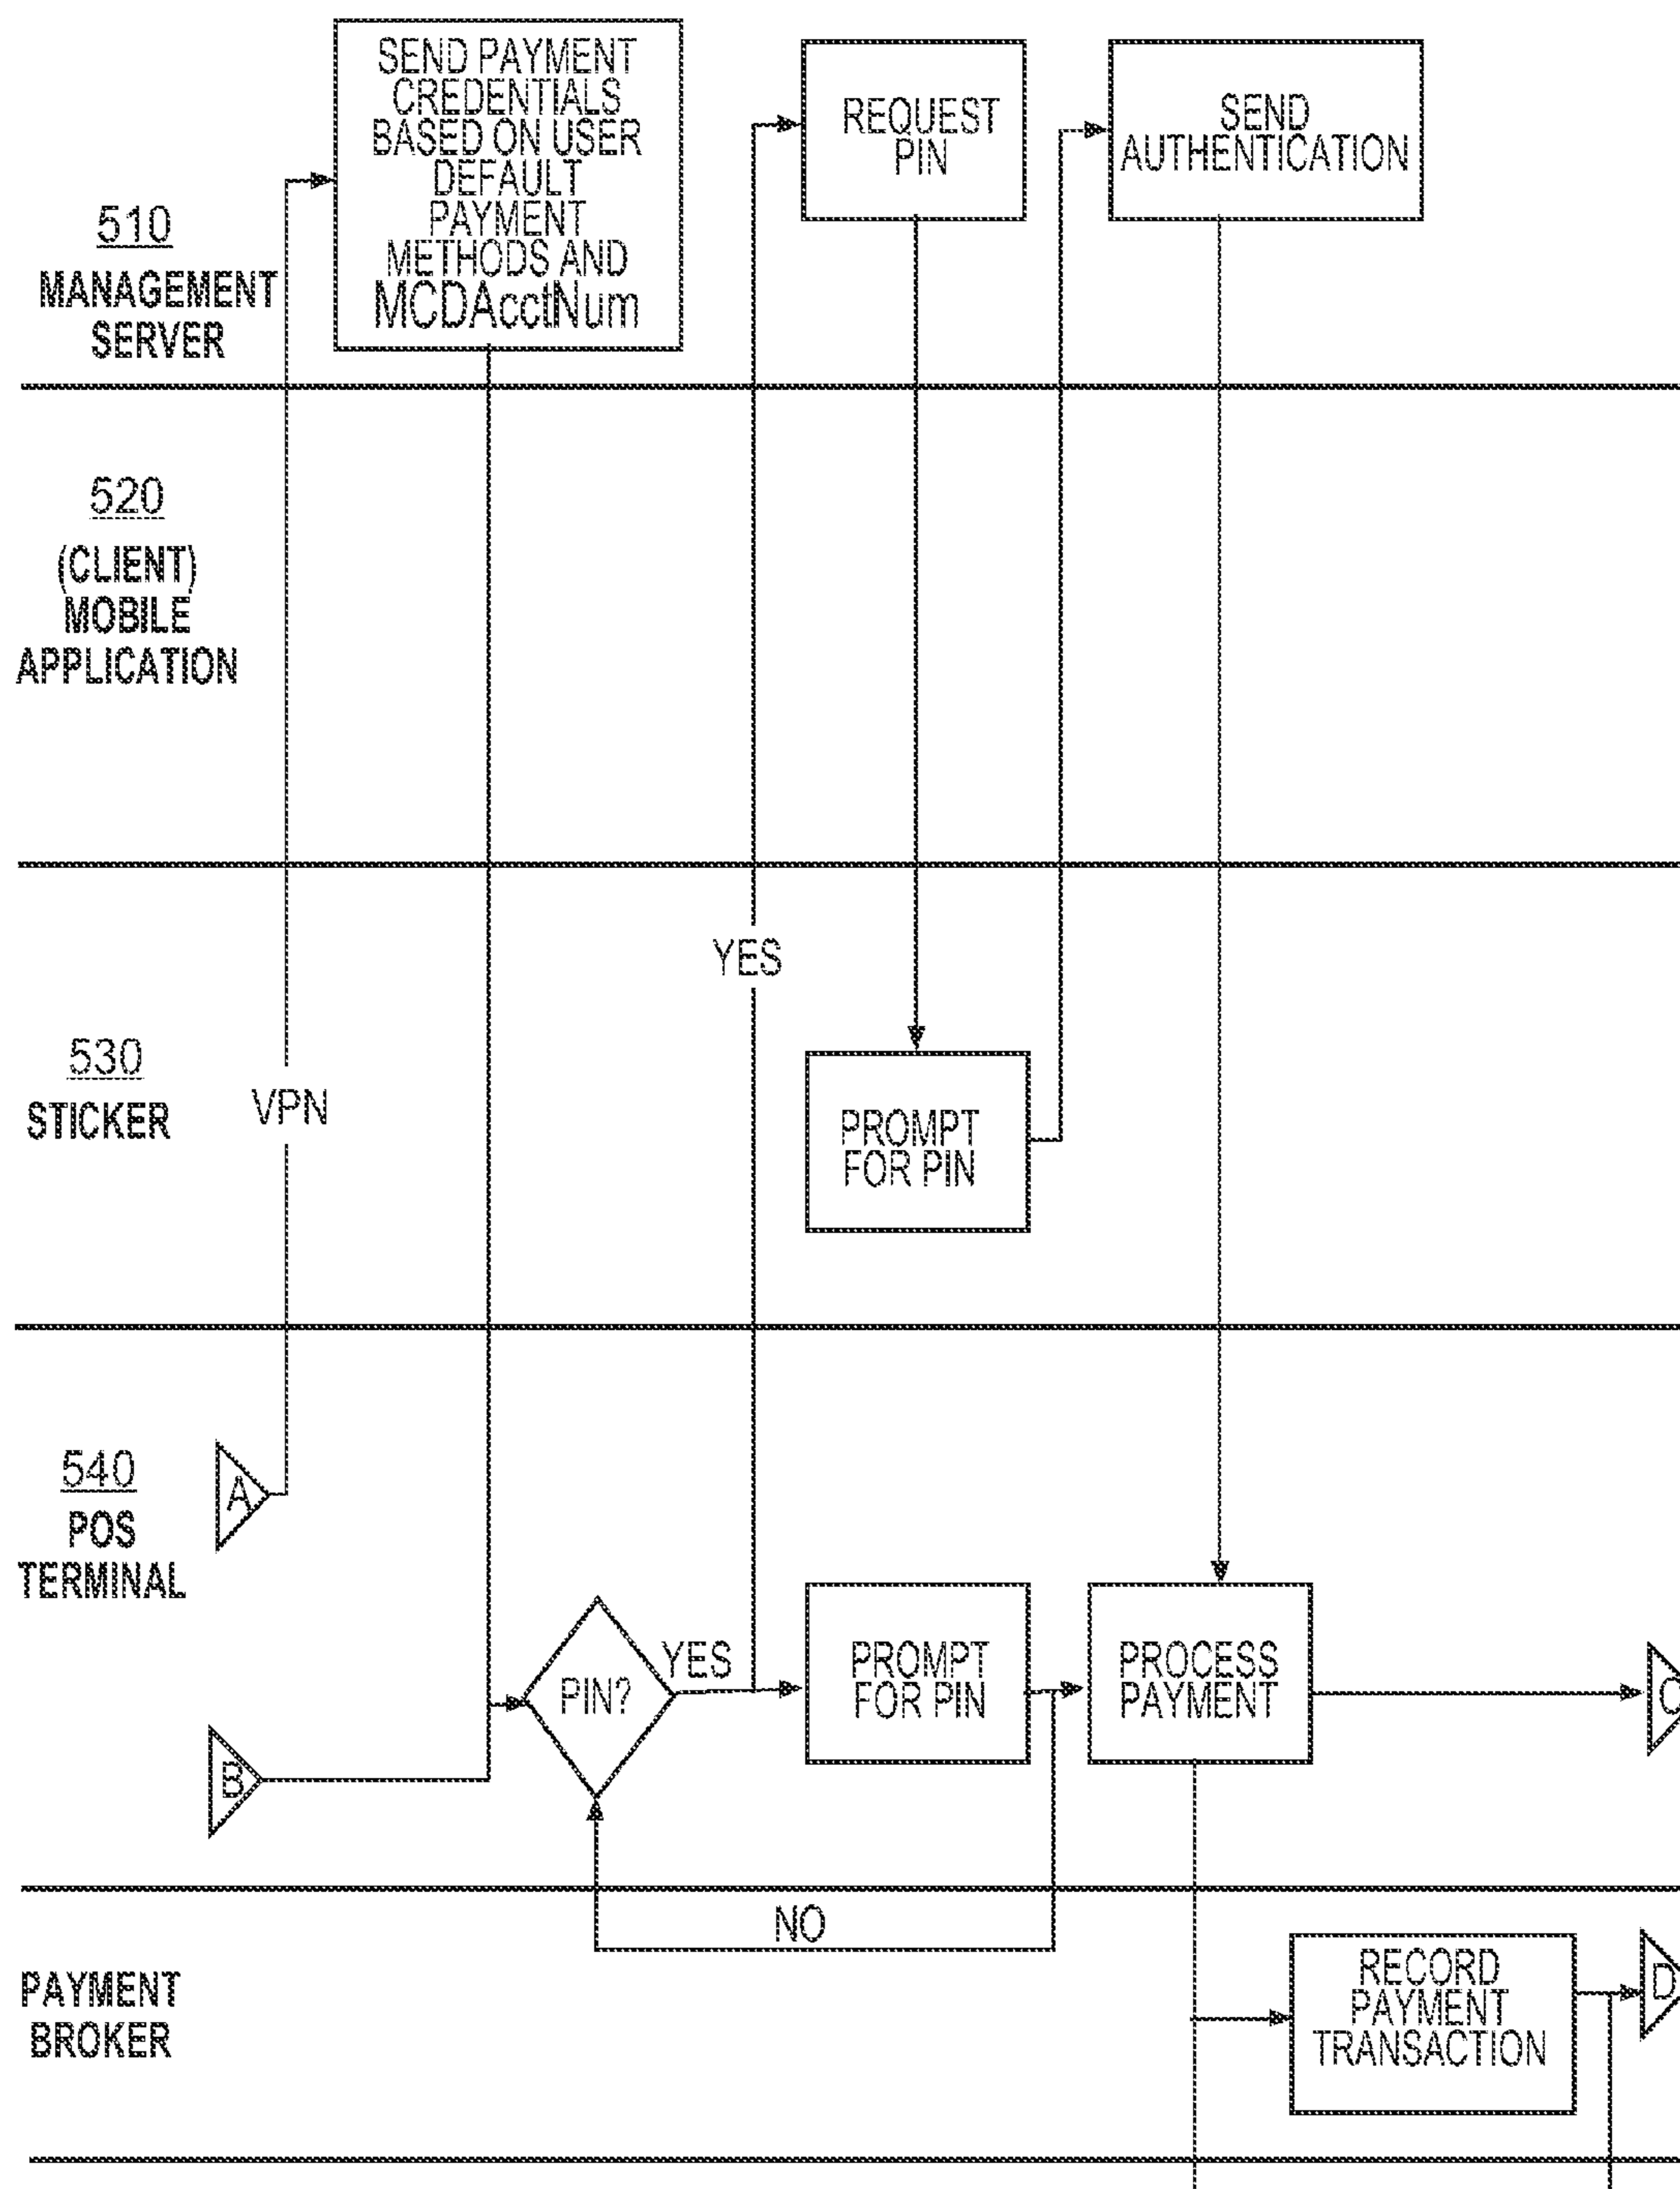 SEND PAYMENT
CREDENTIALS
BASED ON USER
DEFAULT
PAYMENT
METHODS AND
MCDAcctNum
REQUEST
PIN
SEND
AUTHENTICATION
510
MANAGEMENT
SERVER
520
(CLIENT)
MOBILE
APPLICATION
YES
530
STICKER
VPN
PROMPT
FOR PIN
540
POS
TERMINAL
A
B
PIN?
YES
PROMPT
FOR PIN
PROCESS
PAYMENT
C
NO
PAYMENT
BROKER
RECORD
PAYMENT
TRANSACTION
D